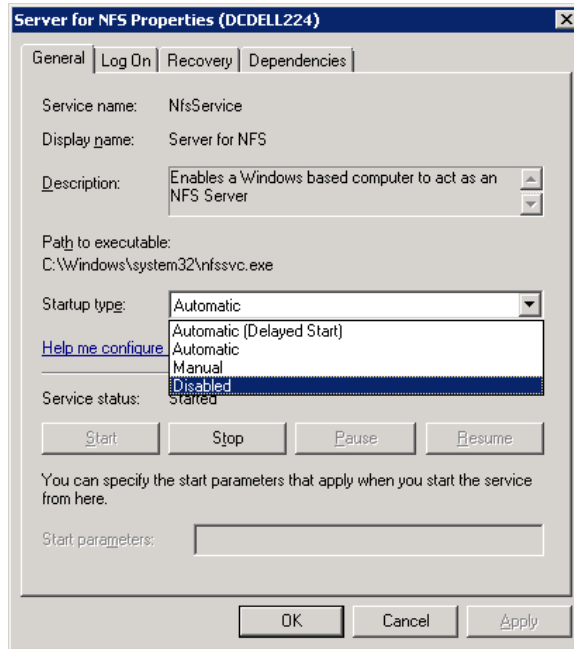 Server for NFS Properties (DCDELL224)
General Log On Recovery Dependencies
Service name: NfsService
Display name: Server for NFS
Description: Enables a Windows based computer to act as an
NFS Server
Path to executable:
C:\Windows\system32\nfssvc.exe
Startup type: Automatic
Automatic (Delayed Start)
Help me configure Automatic
Manual
Disabled
Service status: Started
Start Stop Pause Resume
You can specify the start parameters that apply when you start the service
from here.
Start parameters:
OK Cancel Apply